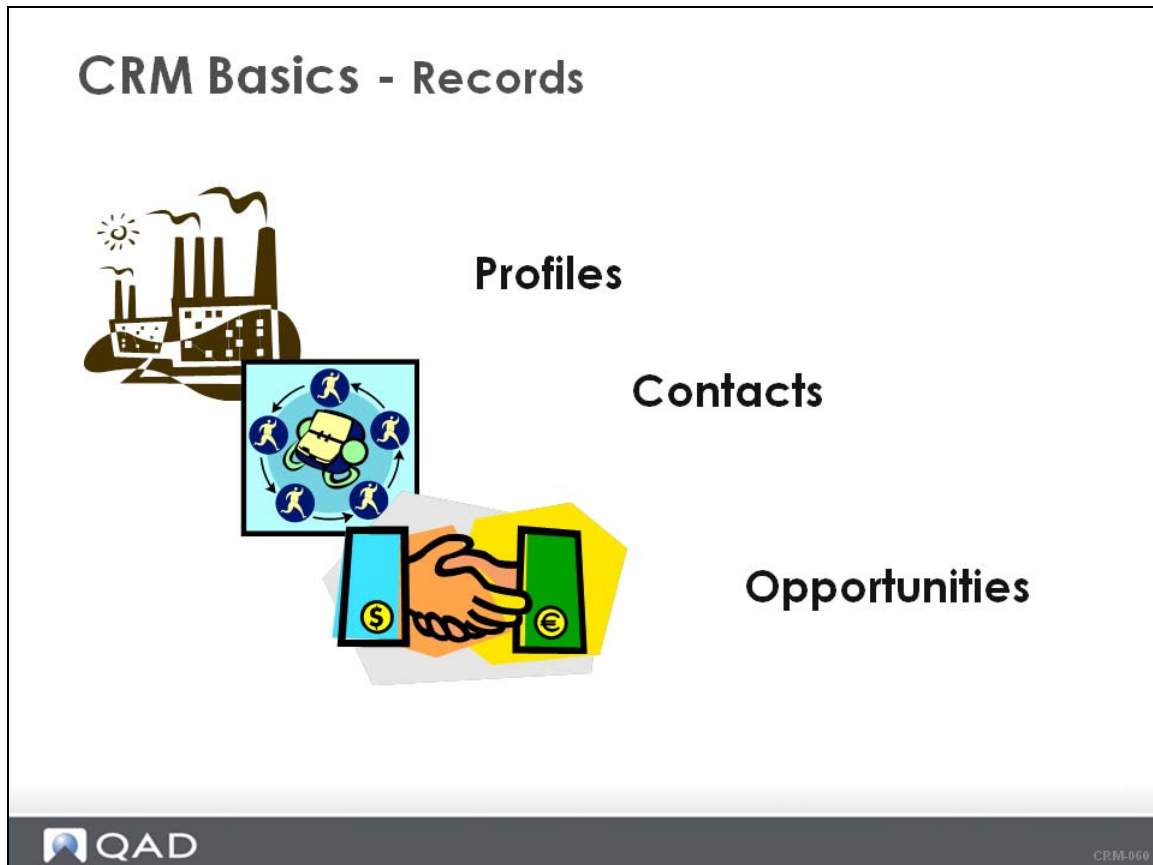 CRM Basics - Records
Profiles
Contacts
$ €
Opportunities
QAD
CRM-060